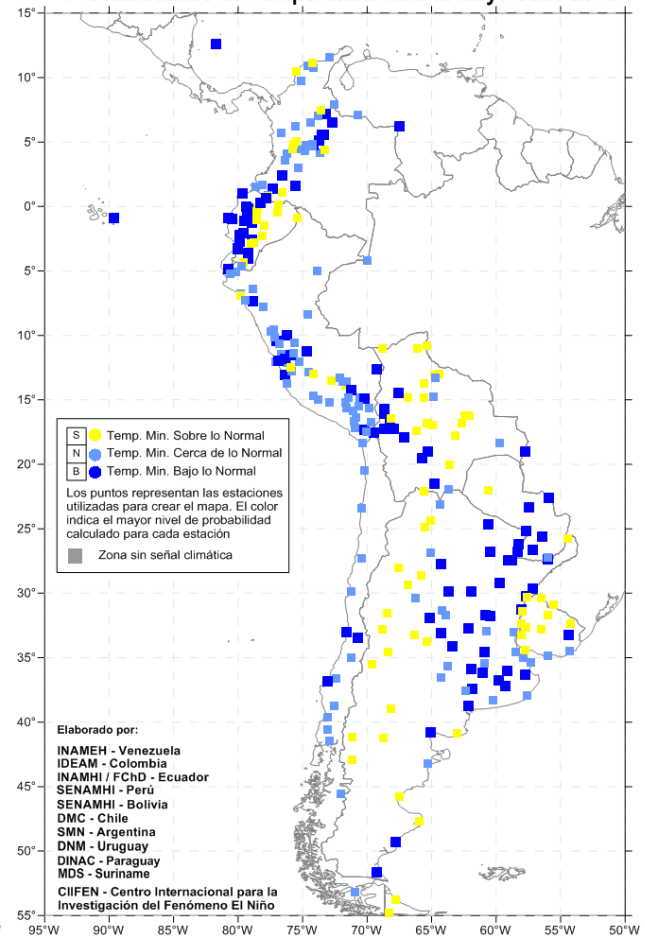 15°
10°
5°
0°
5°
10°
15°
20°
25°
30°
35°
40°
45°
50°
55°
95°W
90°W
85°W
80°W
75°W
70°W
65°W
60°W
55°W
50°W
S Temp. Min. Sobre lo Normal
N Temp. Min. Cerca de lo Normal
B Temp. Min. Bajo lo Normal
Los puntos representan las estaciones
utilizadas para crear el mapa. El color
indica el mayor nivel de probabilidad
calculado para cada estación
Zona sin señal climática
Elaborado por:
INAMEH - Venezuela
IDEAM - Colombia
INAMHI / FChD - Ecuador
SENAMHI - Perú
SENAMHI - Bolivia
DMC - Chile
SMN - Argentina
DNM - Uruguay
DINAC - Paraguay
MDS - Suriname
CIIFEN - Centro Internacional para la
Investigación del Fenómeno El Niño